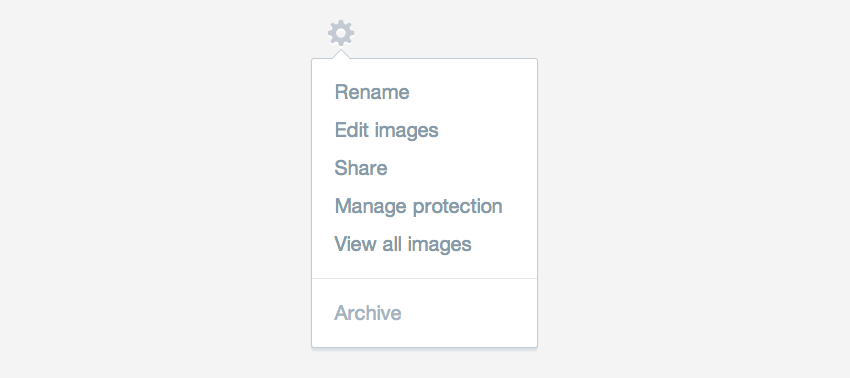 Rename
Edit images
Share
Manage protection
View all images
Archive